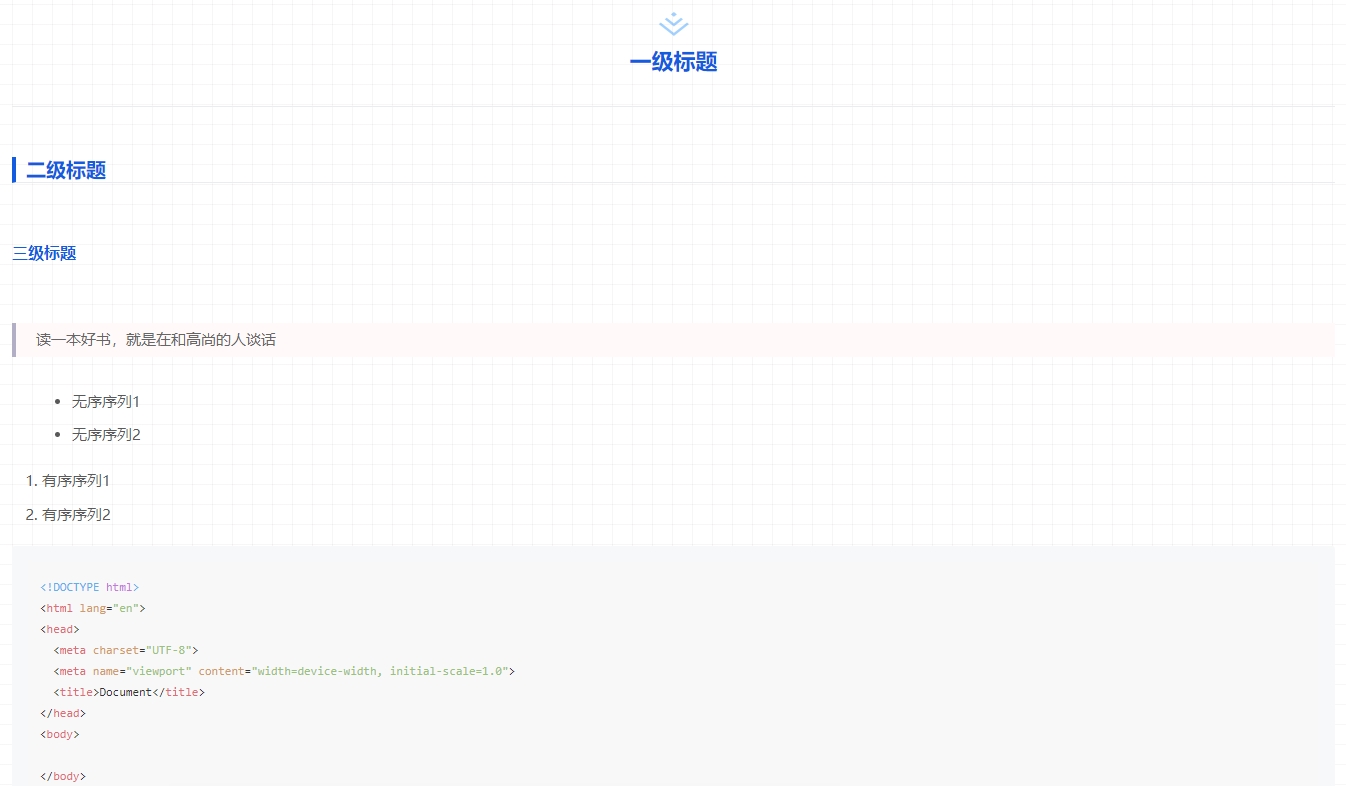 一级标题
二级标题
三级标题
读一本好书，就是在和高尚的人谈话
• 无序序列1
• 无序序列2
1. 有序序列1
2. 有序序列2
<!DOCTYPE html>
<html lang="en">
<head>
  <meta charset="UTF-8">
  <meta name="viewport" content="width=device-width, initial-scale=1.0">
  <title>Document</title>
</head>
<body>
</body>